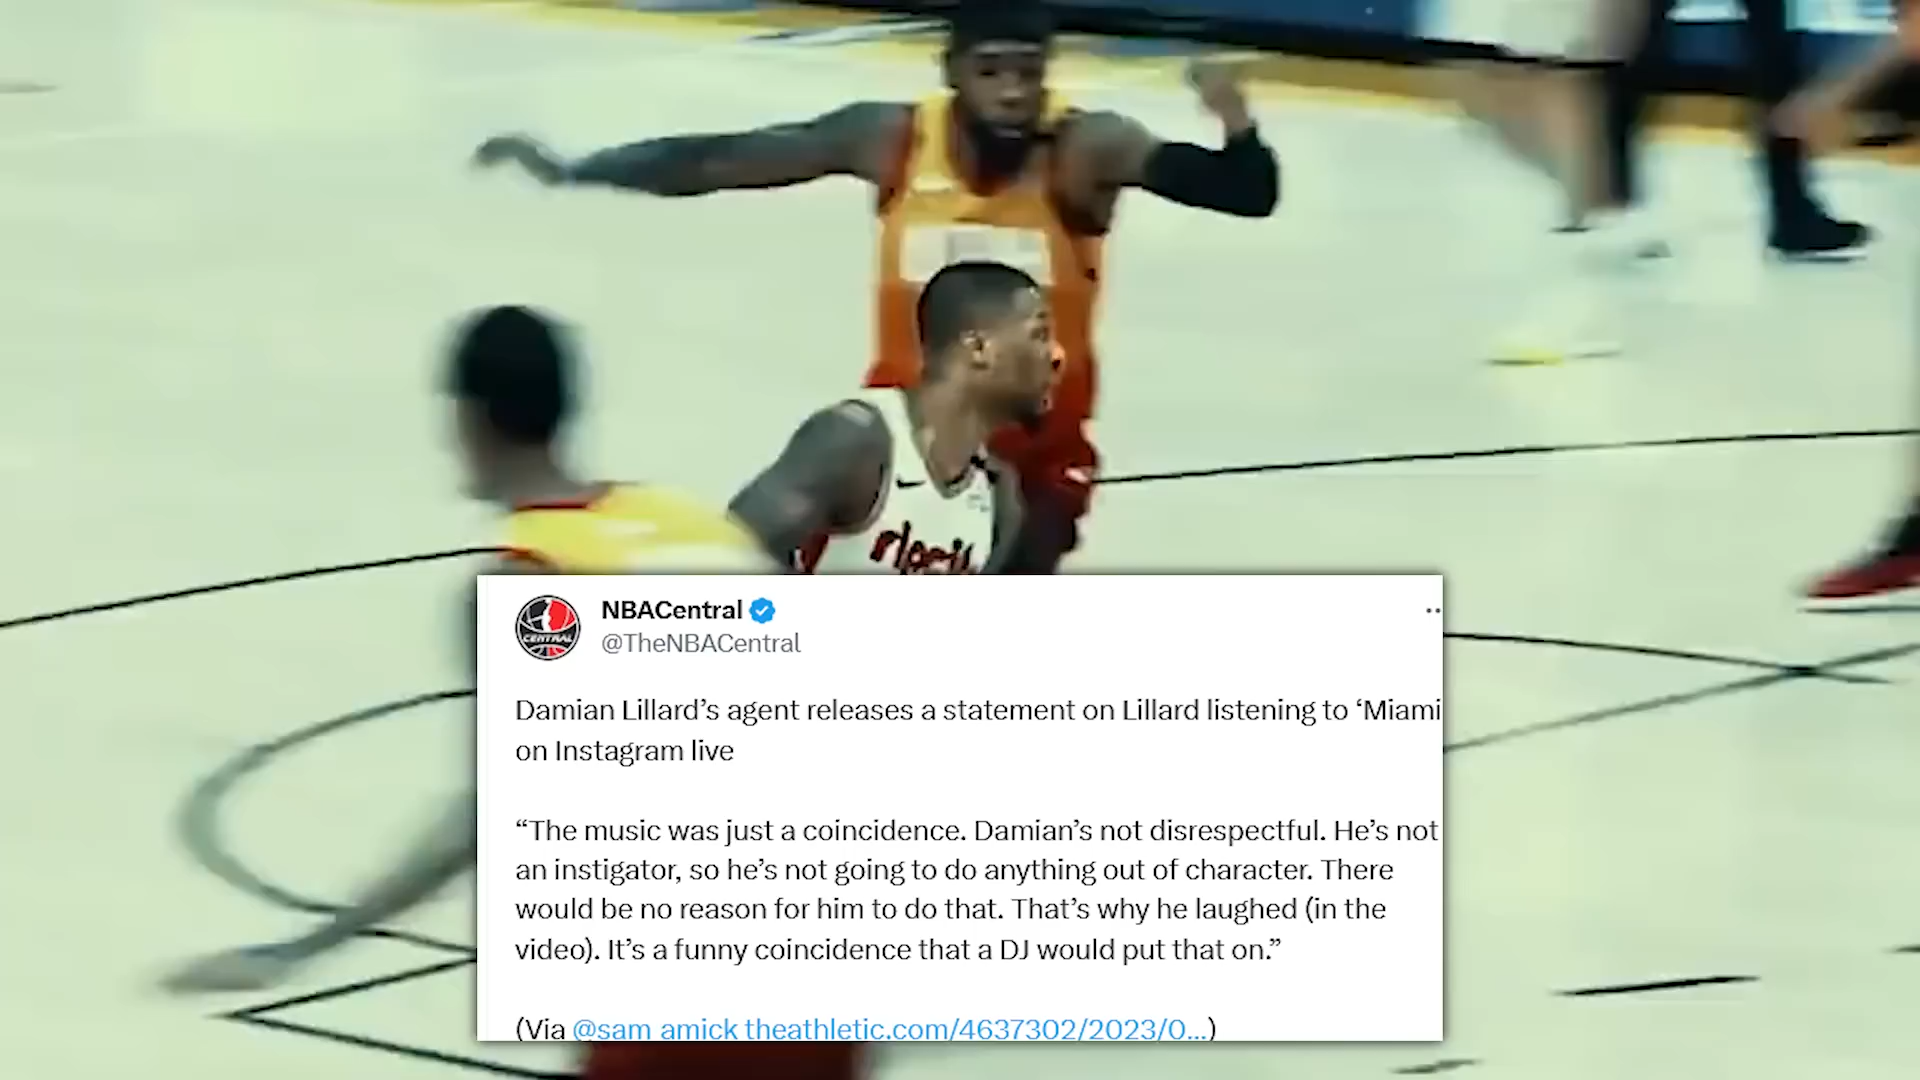 NBACentral
@TheNBACentral
CENTRAL
Damian Lillard’s agent releases a statement on Lillard listening to ‘Miami
on Instagram live
“The music was just a coincidence. Damian’s not disrespectful. He’s not
an instigator, so he’s not going to do anything out of character. There
would be no reason for him to do that. That’s why he laughed (in the
video). It’s a funny coincidence that a DJ would put that on.”
(Via @sam_amick theathletic.com/4637302/2023/0...)